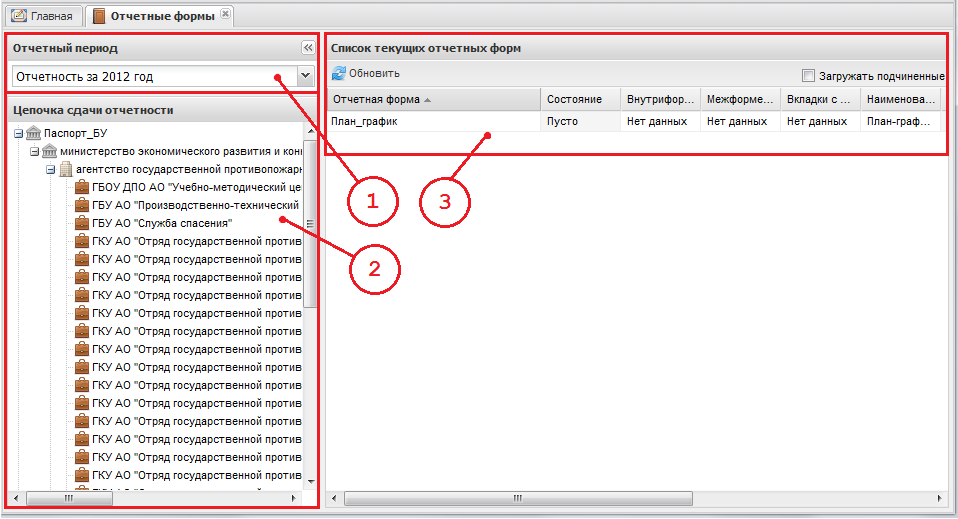 Главная
Отчетные формы
Отчетный период
Отчетность за 2012 год
Цепочка сдачи отчетности
Паспорт_БУ
министерство экономического развития и кон
агентство государственной противопожарн
ГБОУ ДПО АО "Учебно-методический це
ГБУ АО "Производственно-технический
ГБУ АО "Служба спасения"
ГКУ АО "Отряд государственной против
ГКУ АО "Отряд государственной против
ГКУ АО "Отряд государственной против
ГКУ АО "Отряд государственной против
ГКУ АО "Отряд государственной против
ГКУ АО "Отряд государственной против
ГКУ АО "Отряд государственной против
ГКУ АО "Отряд государственной против
ГКУ АО "Отряд государственной против
ГКУ АО "Отряд государственной против
ГКУ АО "Отряд государственной против
ГКУ АО "Отряд государственной против
ГКУ АО "Отряд государственной против
ГКУ АО "Отряд государственной против
Список текущих отчетных форм
Обновить
Загружать подчиненные
Отчетная форма Состояние Внутрифор... Межформе... Вкладки с ... Наименова...
План_график Пусто Нет данных Нет данных Нет данных План-граф...
1
2
3